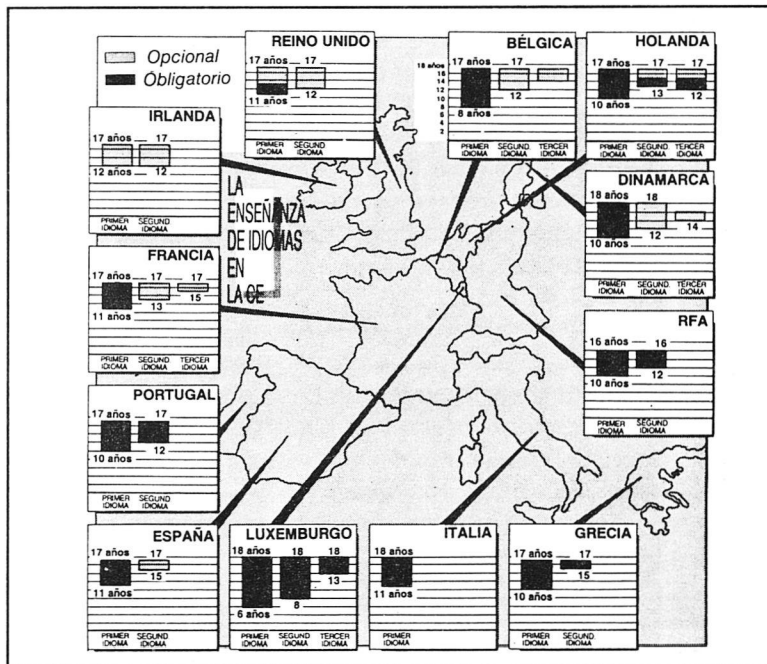 Opcional
Óbligatorio
REINO UNIDO
17 años 17
11 años 12
PRIMER IDIOMA
SEGUND IDIOMA
BÉLGICA
18 años
16
14
12
10
8
6
4
2
17 años 17 17
8 años 12
PRIMER IDIOMA
SEGUND IDIOMA
TERCER IDIOMA
HOLANDA
17 años 17 17
10 años 13 12
PRIMER IDIOMA
SEGUND IDIOMA
TERCER IDIOMA
IRLANDA
17 años 17
12 años 12
PRIMER IDIOMA
SEGUND IDIOMA
LA
ENSEÑANZA
DE IDIOMAS
EN
LA CE
DINAMARCA
18 años 18
10 años 12 14
PRIMER IDIOMA
SEGUND IDIOMA
TERCER IDIOMA
FRANCIA
17 años 17 17
11 años 13 15
PRIMER IDIOMA
SEGUND IDIOMA
TERCER IDIOMA
RFA
16 años 16
10 años 12
PRIMER IDIOMA
SEGUND IDIOMA
PORTUGAL
17 años 17
10 años 12
PRIMER IDIOMA
SEGUND IDIOMA
ESPAÑA
17 años 17
11 años 15
PRIMER IDIOMA
SEGUND IDIOMA
LUXEMBURGO
18 años 18 18
6 años 8 13
PRIMER IDIOMA
SEGUND IDIOMA
TERCER IDIOMA
ITALIA
18 años
11 años
PRIMER IDIOMA
GRECIA
17 años 17
10 años 15
PRIMER IDIOMA
SEGUND IDIOMA